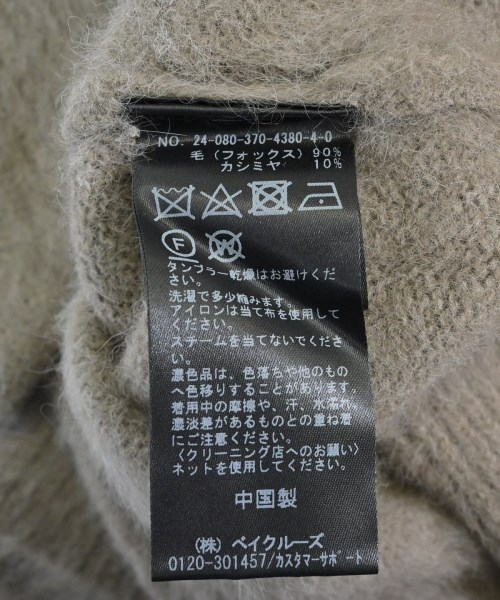 NO. 24-080-370-4380-4-0
毛 (フォックス) 90%
カシミヤ 10%
F W
タンブラー乾燥はお避けくだ
さい。
洗濯で多少縮みます。
アイロンは当て布を使用して
ください。
スチームを当てないでくださ
い。
濃色品は、色落ちや他のもの
へ色移りすることがあります。
着用中の摩擦や、汗、水濡れ、
濃淡差があるものとの重ね着
にご注意ください。
〈クリーニング店へのお願い〉
ネットを使用してください。
中国製
(株) ベイクルーズ
0120-301457/カスタマーサポート